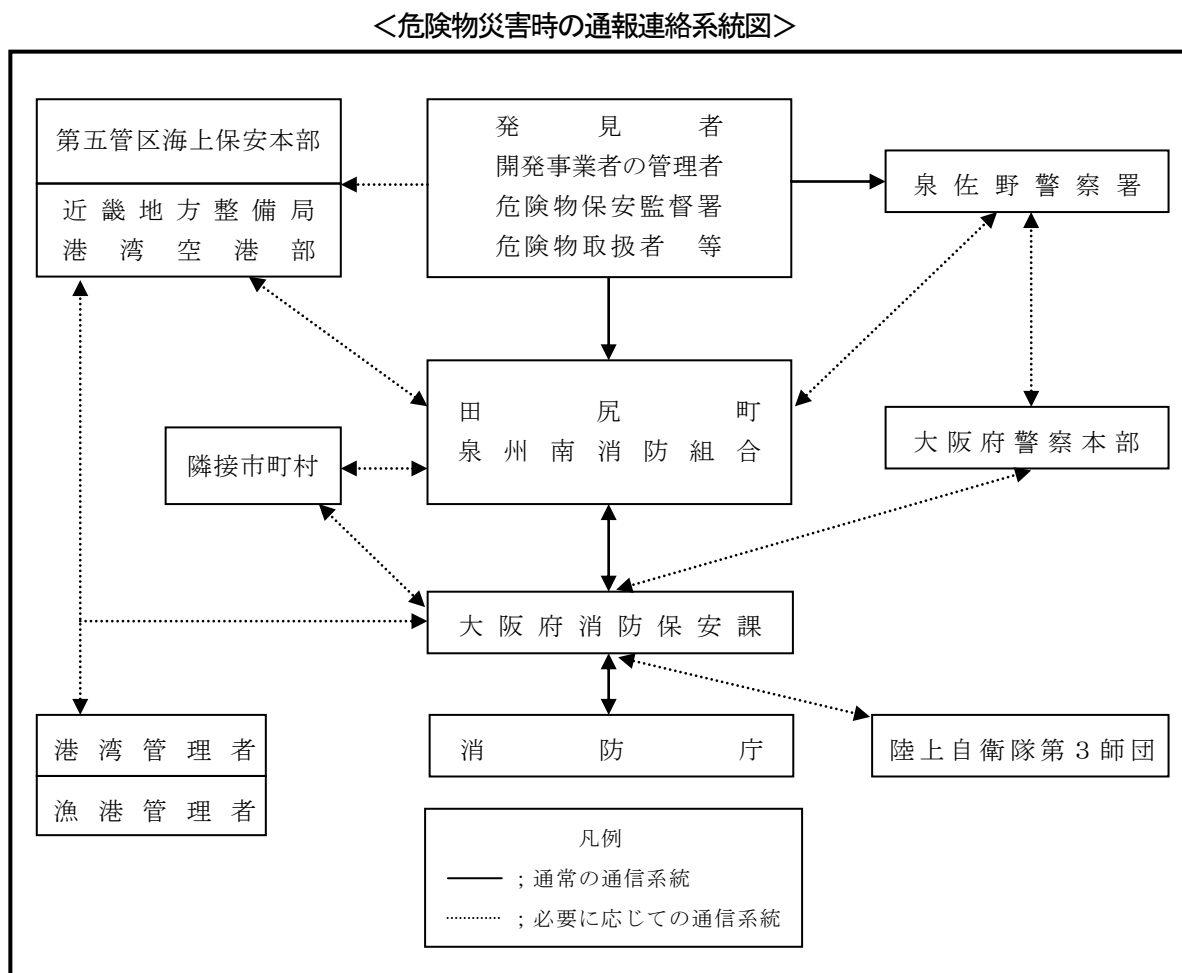 ＜危険物災害時の通報連絡系統図＞
第五管区海上保安本部
近畿地方整備局
港湾空港部
発見者
開発事業者の管理者
危険物保安監督署
危険物取扱者 等
泉佐野警察署
田尻町
泉州南消防組合
隣接市町村
大阪府警察本部
大阪府消防保安課
港湾管理者
漁港管理者
消防庁
陸上自衛隊第３師団
凡例
；通常の通信系統
；必要に応じての通信系統